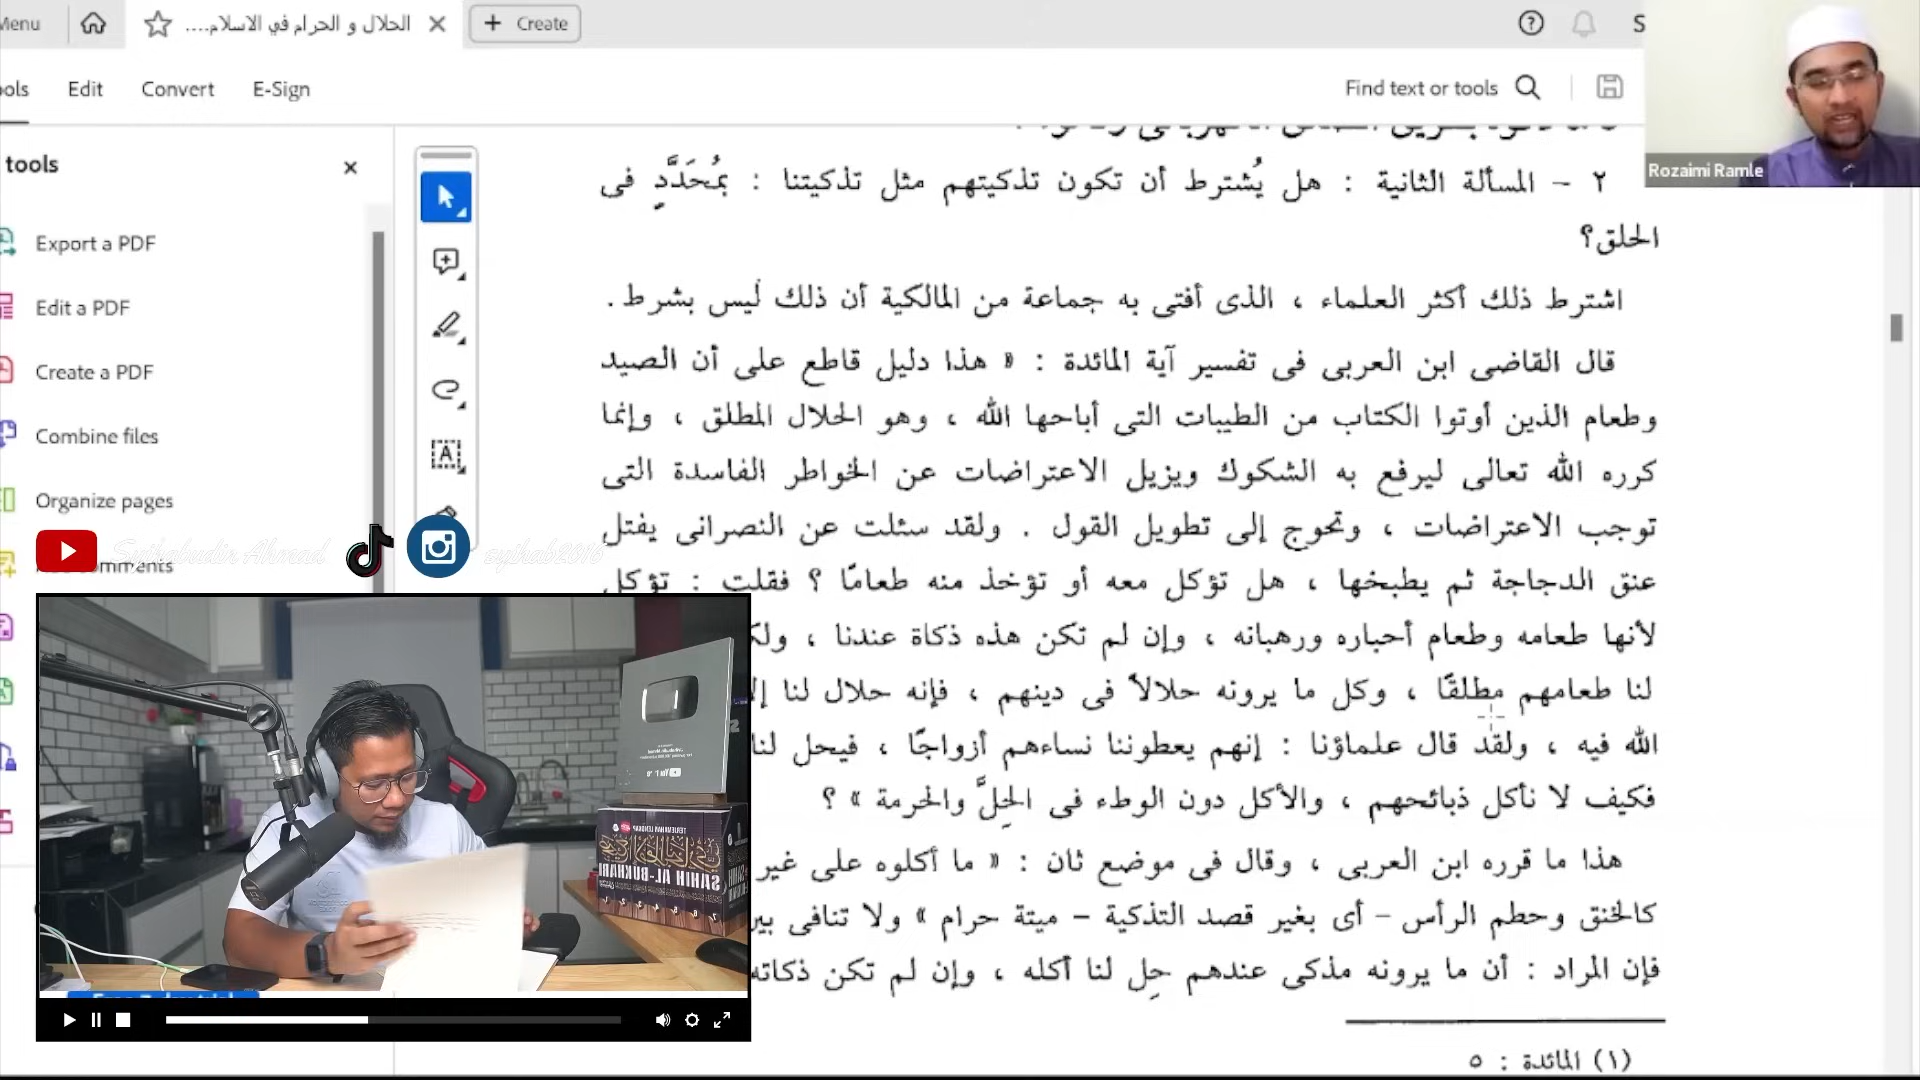 Menu
الحلال و الحرام في الاسلام....
Create
Edit
Convert
E-Sign
Find text or tools
tools
Export a PDF
Edit a PDF
Create a PDF
Combine files
Organize pages
comments
Syihabudin Ahmad
syihab2018
Rozaimi Ramle
٢ – المسألة الثانية : هل يُشترط أن تكون تذكيتهم مثل تذكيتنا : بمُحَدَّدٍ فى
الحلق؟
اشترط ذلك أكثر العلماء ، الذى أفتى به جماعة من المالكية أن ذلك ليس بشرط .
قال القاضى ابن العربى فى تفسير آية المائدة : « هذا دليل قاطع على أن الصيد
وطعام الذين أوتوا الكتاب من الطيبات التى أباحها الله ، وهو الحلال المطلق ، وإنما
كرره الله تعالى ليرفع به الشكوك ويزيل الاعتراضات عن الخواطر الفاسدة التى
توجب الاعتراضات ، وتحوج إلى تطويل القول . ولقد سئلت عن النصرانى يفتل
عنق الدجاجة ثم يطبخها ، هل تؤكل معه أو تؤخذ منه طعامًا ؟ فقلت : تؤكل
لأنها طعامه وطعام أحباره ورهبانه ، وإن لم تكن هذه ذكاة عندنا ،
لنا طعامهم مطلقًا ، وكل ما يرونه حلالاً فى دينهم ، فإنه حلال لنا
الله فيه ، ولقد قال علماؤنا : إنهم يعطوننا نساءهم أزواجًا ، فيحل لنا
فكيف لا نأكل ذبائحهم ، والأكل دون الوطء فى الحِلَّ والحرمة » ؟
هذا ما قرره ابن العربى ، وقال فى موضع ثان : « ما أكلوه على غير
كالخنق وحطم الرأس – أى بغير قصد التذكية – ميتة حرام » ولا تنافى
فإن المراد : أن ما يرونه مذكى عندهم حِل لنا أكله ، وإن لم تكن ذكاته
(١) المائدة : ٥
SAHIH AL-BUKHARI